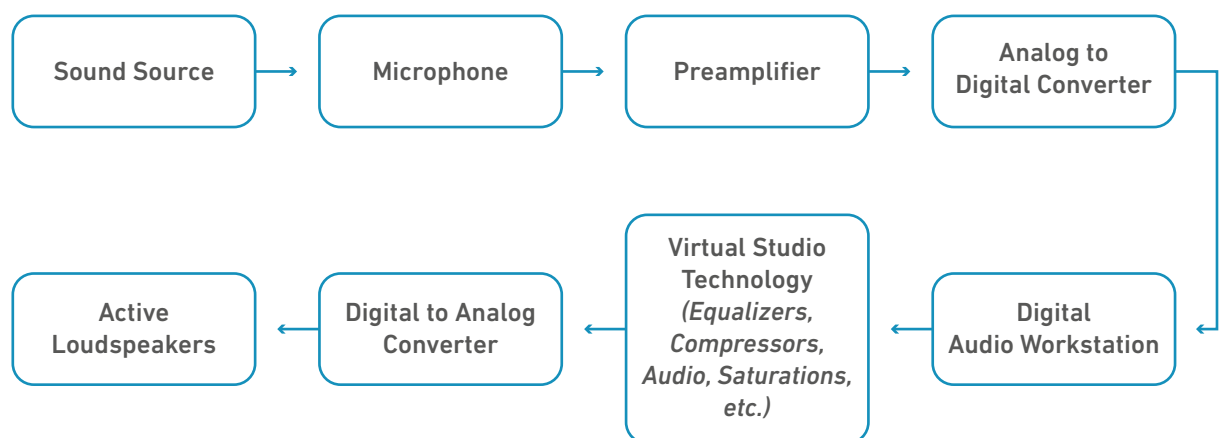 Sound Source
Microphone
Preamplifier
Analog to
Digital Converter
Digital
Audio Workstation
Virtual Studio
Technology
(Equalizers,
Compressors,
Audio, Saturations,
etc.)
Digital to Analog
Converter
Active
Loudspeakers